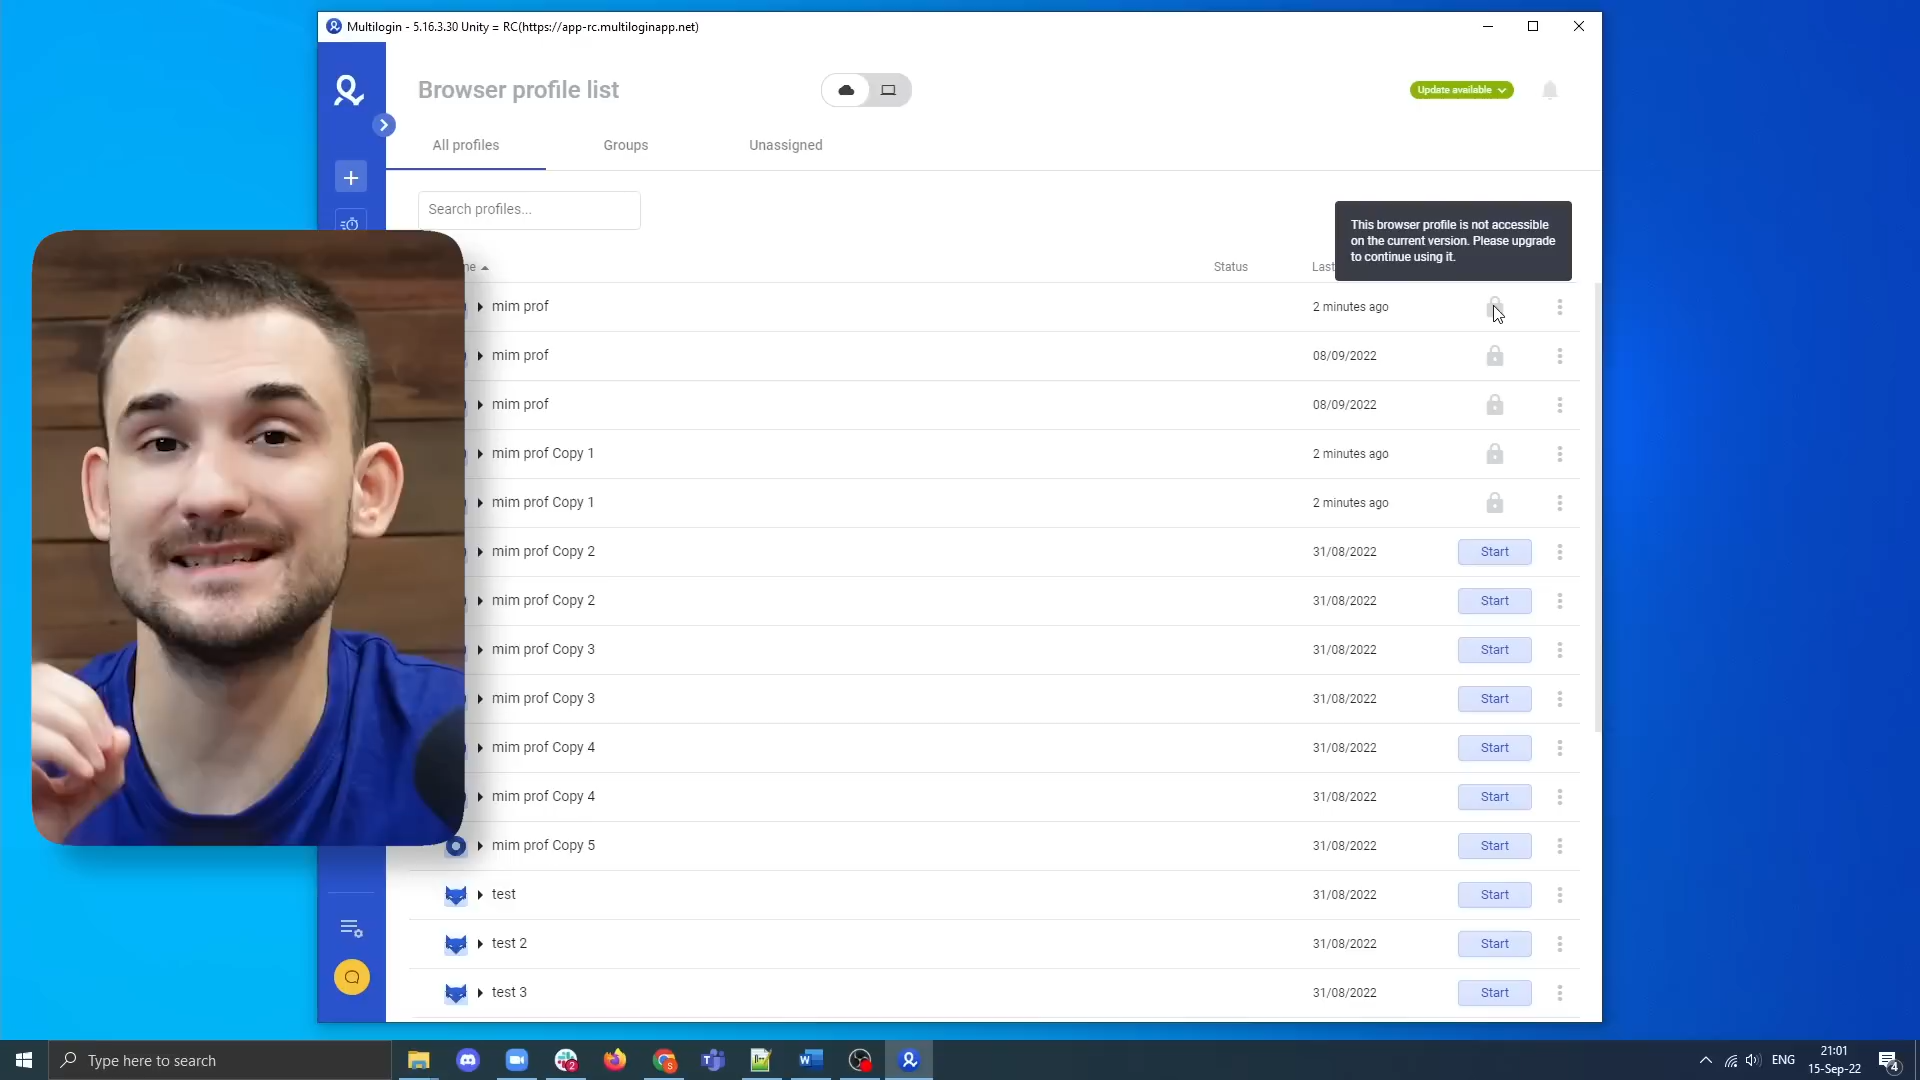 Multilogin - 5.16.3.30 Unity = RC(https://app-rc.multiloginapp.net)
Browser profile list
Update available
All profiles
Groups
Unassigned
Search profiles...
This browser profile is not accessible
on the current version. Please upgrade
to continue using it.
me
Status
Last
mim prof
2 minutes ago
mim prof
08/09/2022
mim prof
08/09/2022
mim prof Copy 1
2 minutes ago
mim prof Copy 1
2 minutes ago
mim prof Copy 2
31/08/2022
Start
mim prof Copy 2
31/08/2022
Start
mim prof Copy 3
31/08/2022
Start
mim prof Copy 3
31/08/2022
Start
mim prof Copy 4
31/08/2022
Start
mim prof Copy 4
31/08/2022
Start
mim prof Copy 5
31/08/2022
Start
test
31/08/2022
Start
test 2
31/08/2022
Start
test 3
31/08/2022
Start
Type here to search
2
S
W
ENG
21:01
15-Sep-22
4